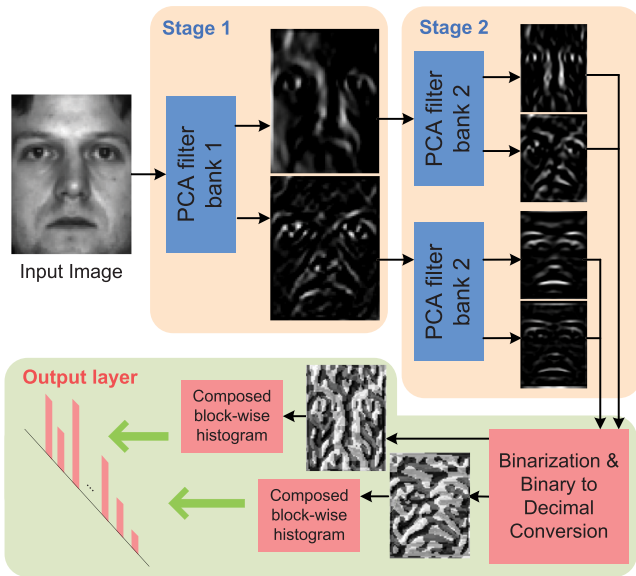 Stage 1
Stage 2
PCA filter
bank 1
PCA filter
bank 2
PCA filter
bank 2
Input Image
Output layer
Composed
block-wise
histogram
Composed
block-wise
histogram
Binarization &
Binary to
Decimal
Conversion
...